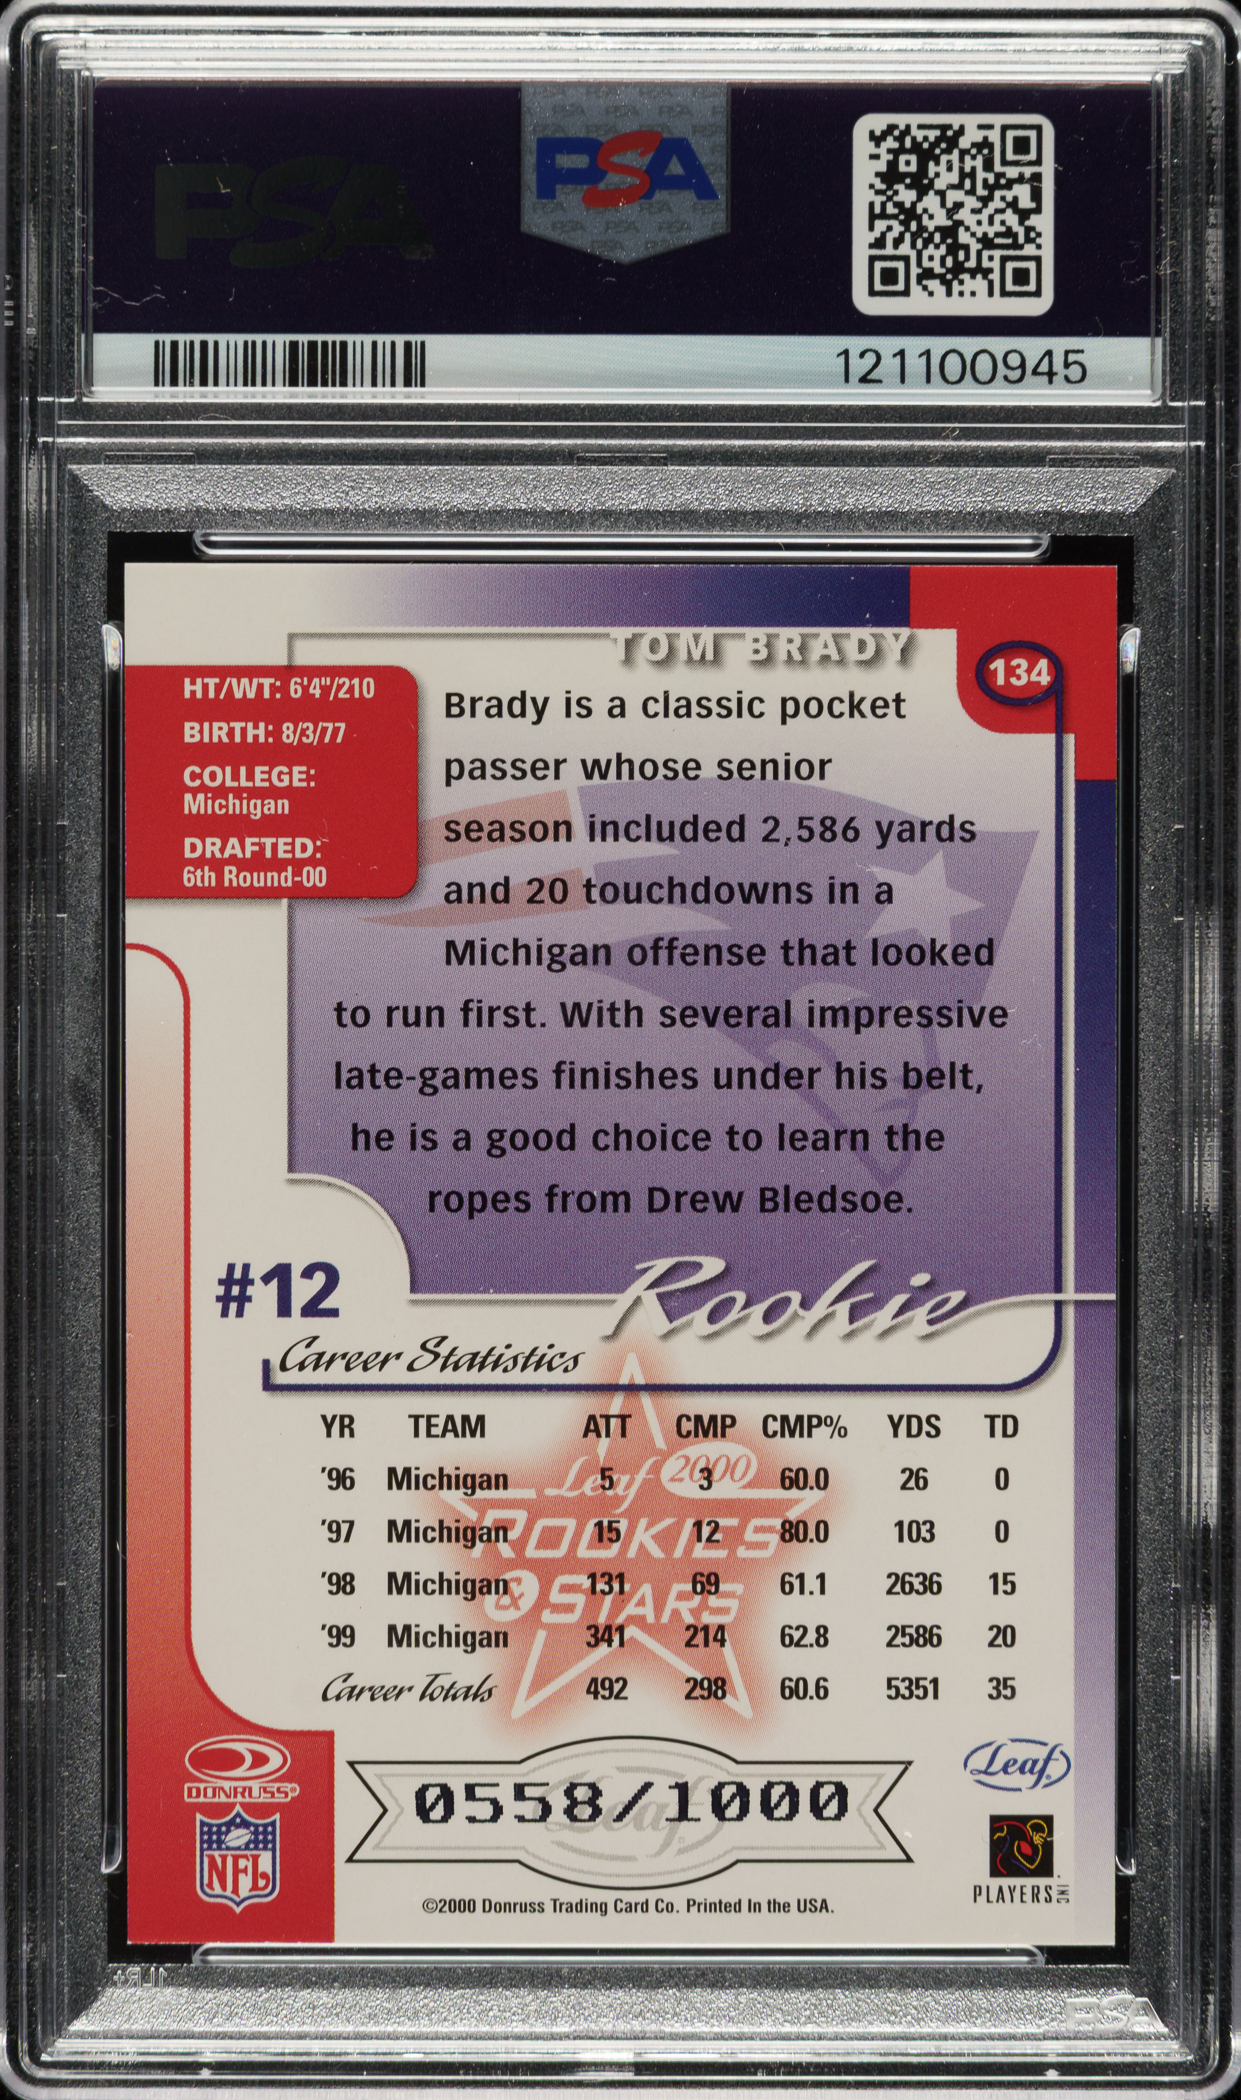 PSA
PSA
121100945
TOM BRADY
134
HT/WT: 6'4"/210
BIRTH: 8/3/77
COLLEGE:
Michigan
DRAFTED:
6th Round-00
Brady is a classic pocket
passer whose senior
season included 2,586 yards
and 20 touchdowns in a
Michigan offense that looked
to run first. With several impressive
late-games finishes under his belt,
he is a good choice to learn the
ropes from Drew Bledsoe.
#12
Rookie
Career Statistics
YR TEAM ATT CMP CMP% YDS TD
'96 Michigan 5 3 60.0 26 0
'97 Michigan 15 12 80.0 103 0
'98 Michigan 131 69 61.1 2636 15
'99 Michigan 341 214 62.8 2586 20
Career Totals 492 298 60.6 5351 35
Leaf 2000
ROOKIES
& STARS
DONRUSS®
NFL
Leaf
0558/1000
Leaf
PLAYERS INC
©2000 Donruss Trading Card Co. Printed In the USA.
PSA